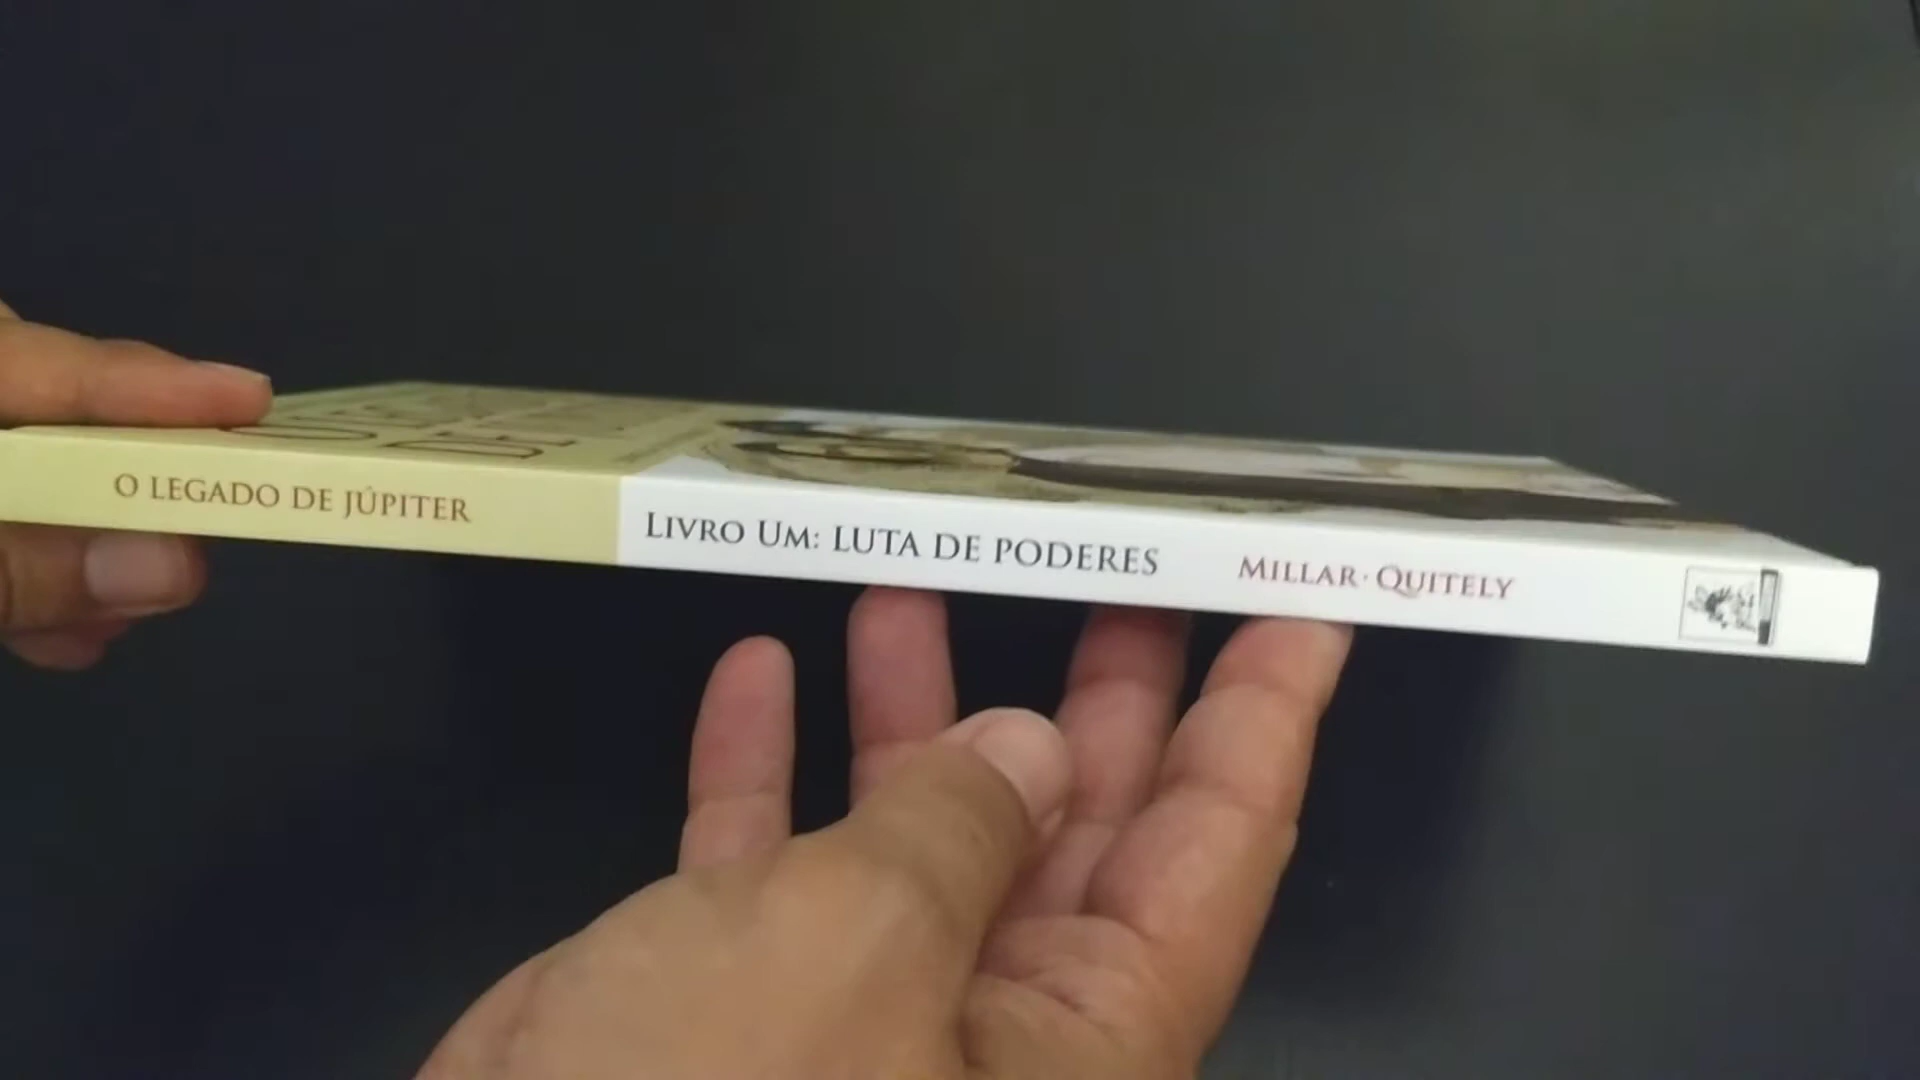 O LEGADO DE JÚPITER
LIVRO UM: LUTA DE PODERES
MILLAR · QUITELY